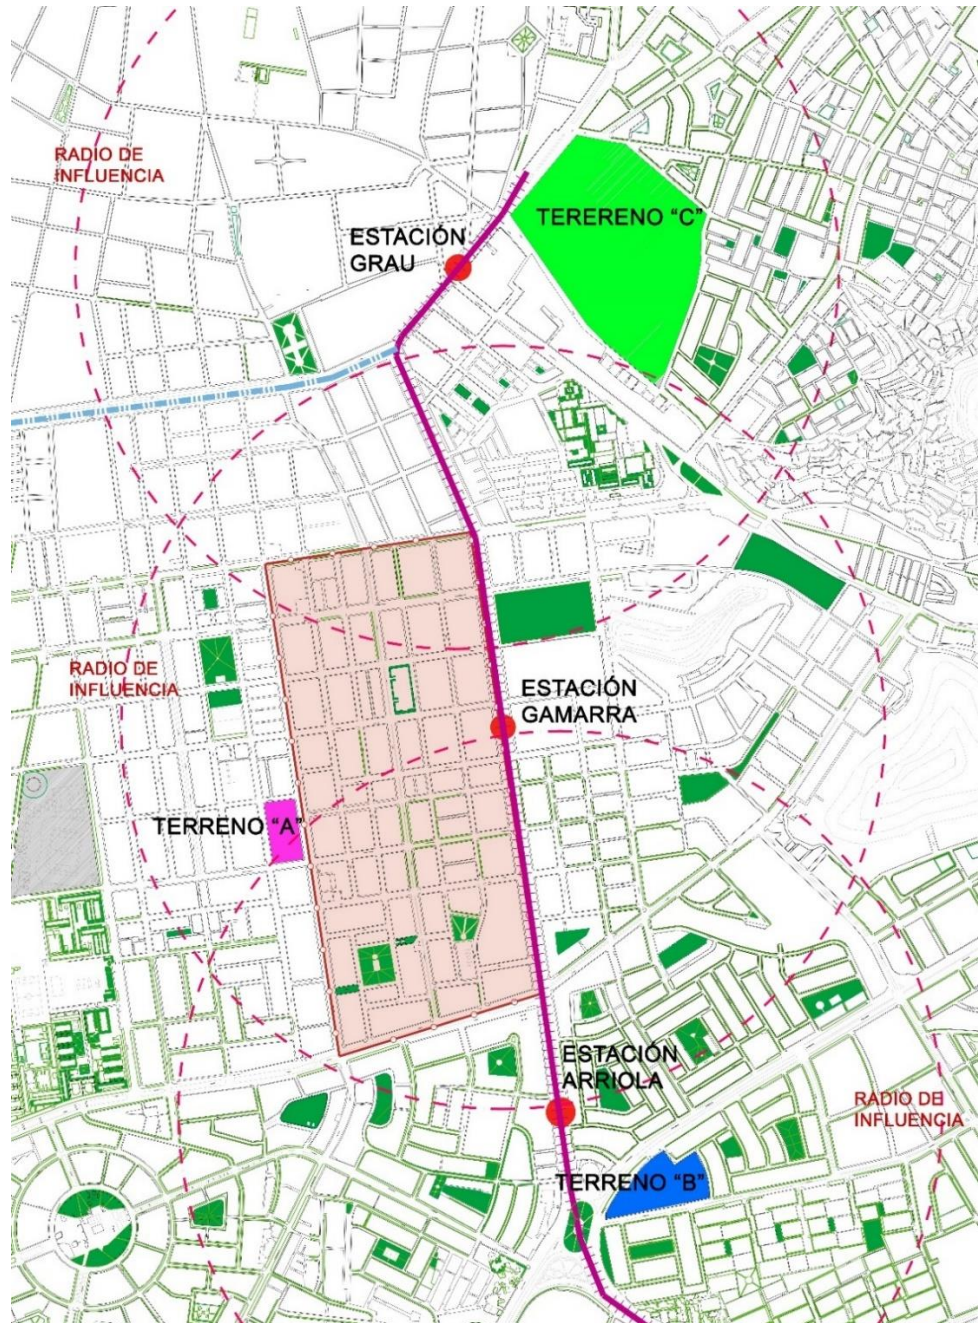 RADIO DE
INFLUENCIA
TERERENO "C"
ESTACIÓN
GRAU
RADIO DE
INFLUENCIA
ESTACIÓN
GAMARRA
TERRENO "A"
ESTACIÓN
ARRIOLA
RADIO DE
INFLUENCIA
TERRENO "B"